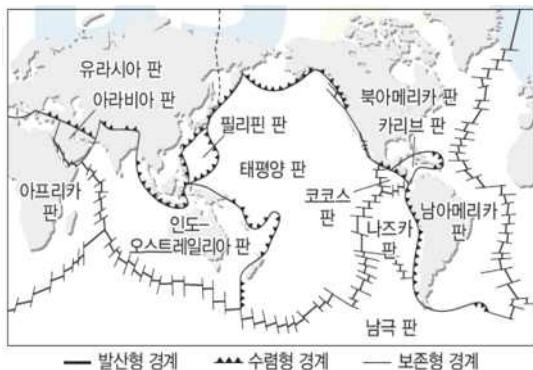 유라시아 판
아라비아 판
북아메리카 판
카리브 판
필리핀 판
태평양 판
아프리카
판
코코스
판
인도-
오스트레일리아 판
나즈카
판
남아메리카
판
남극 판
발산형 경계
수렴형 경계
보존형 경계